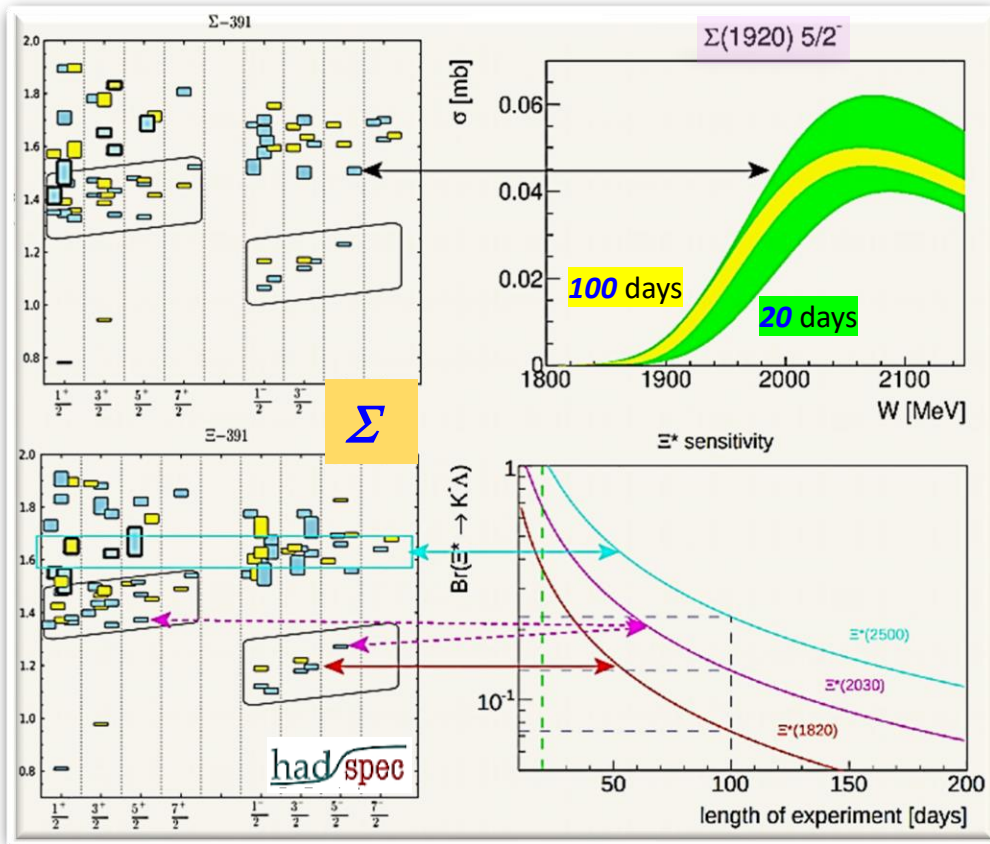 Σ-391
2.0
1.8
1.6
1.4
1.2
1.0
0.8
1/2⁺ 3/2⁺ 5/2⁺ 7/2⁺ 1/2⁻ 3/2⁻
Σ(1920) 5/2⁻
σ [mb]
0.06
0.04
0.02
0
100 days
20 days
1800 1900 2000 2100
W [MeV]
Σ
Ξ-391
2.0
1.8
1.6
1.4
1.2
1.0
0.8
1/2⁺ 3/2⁺ 5/2⁺ 7/2⁺ 1/2⁻ 3/2⁻ 5/2⁻ 7/2⁻
had spec
Ξ* sensitivity
Br(Ξ* → K⁻Λ)
1
10⁻¹
Ξ*(2500)
Ξ*(2030)
Ξ*(1820)
50 100 150 200
length of experiment [days]